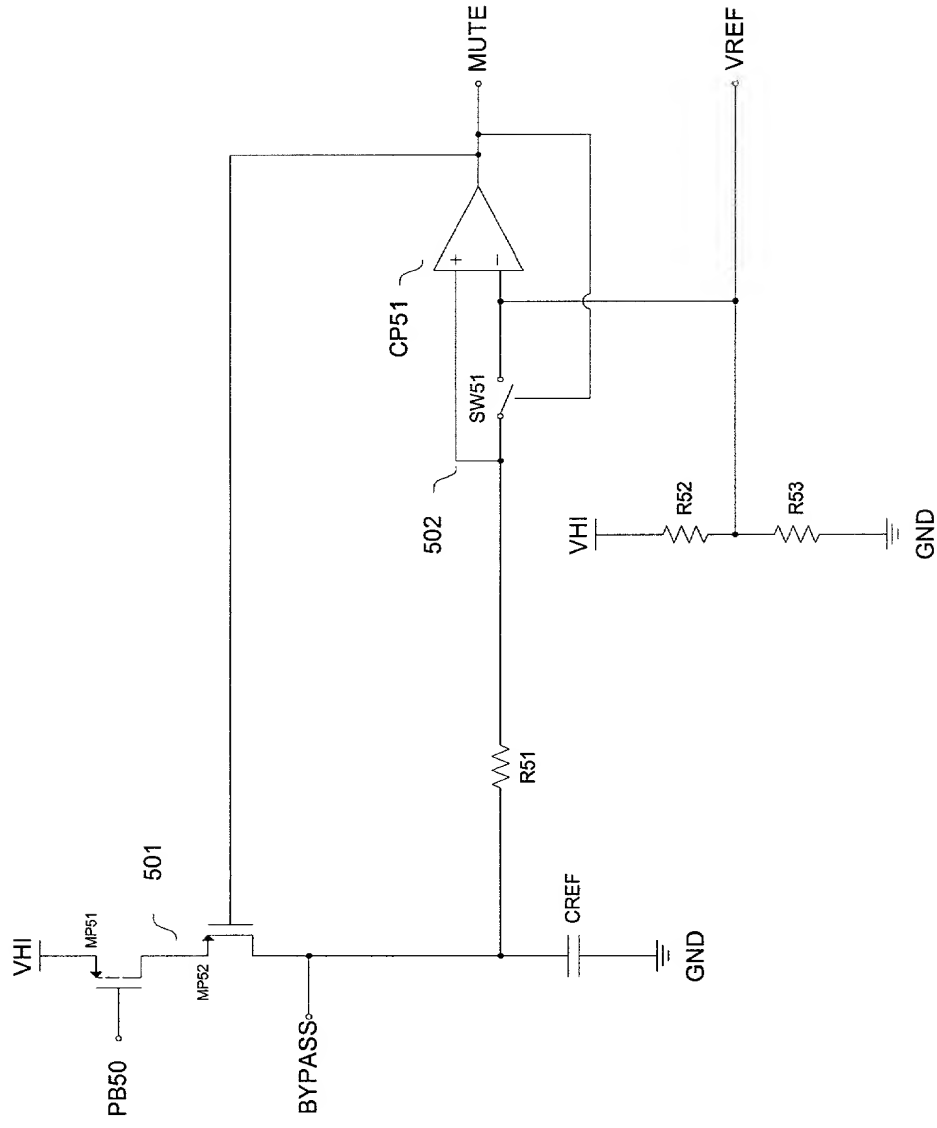 VHI
MP51
PB50
501
MP52
BYPASS
CREF
GND
R51
502
SW51
CP51
+
−
MUTE
VHI
R52
R53
GND
VREF